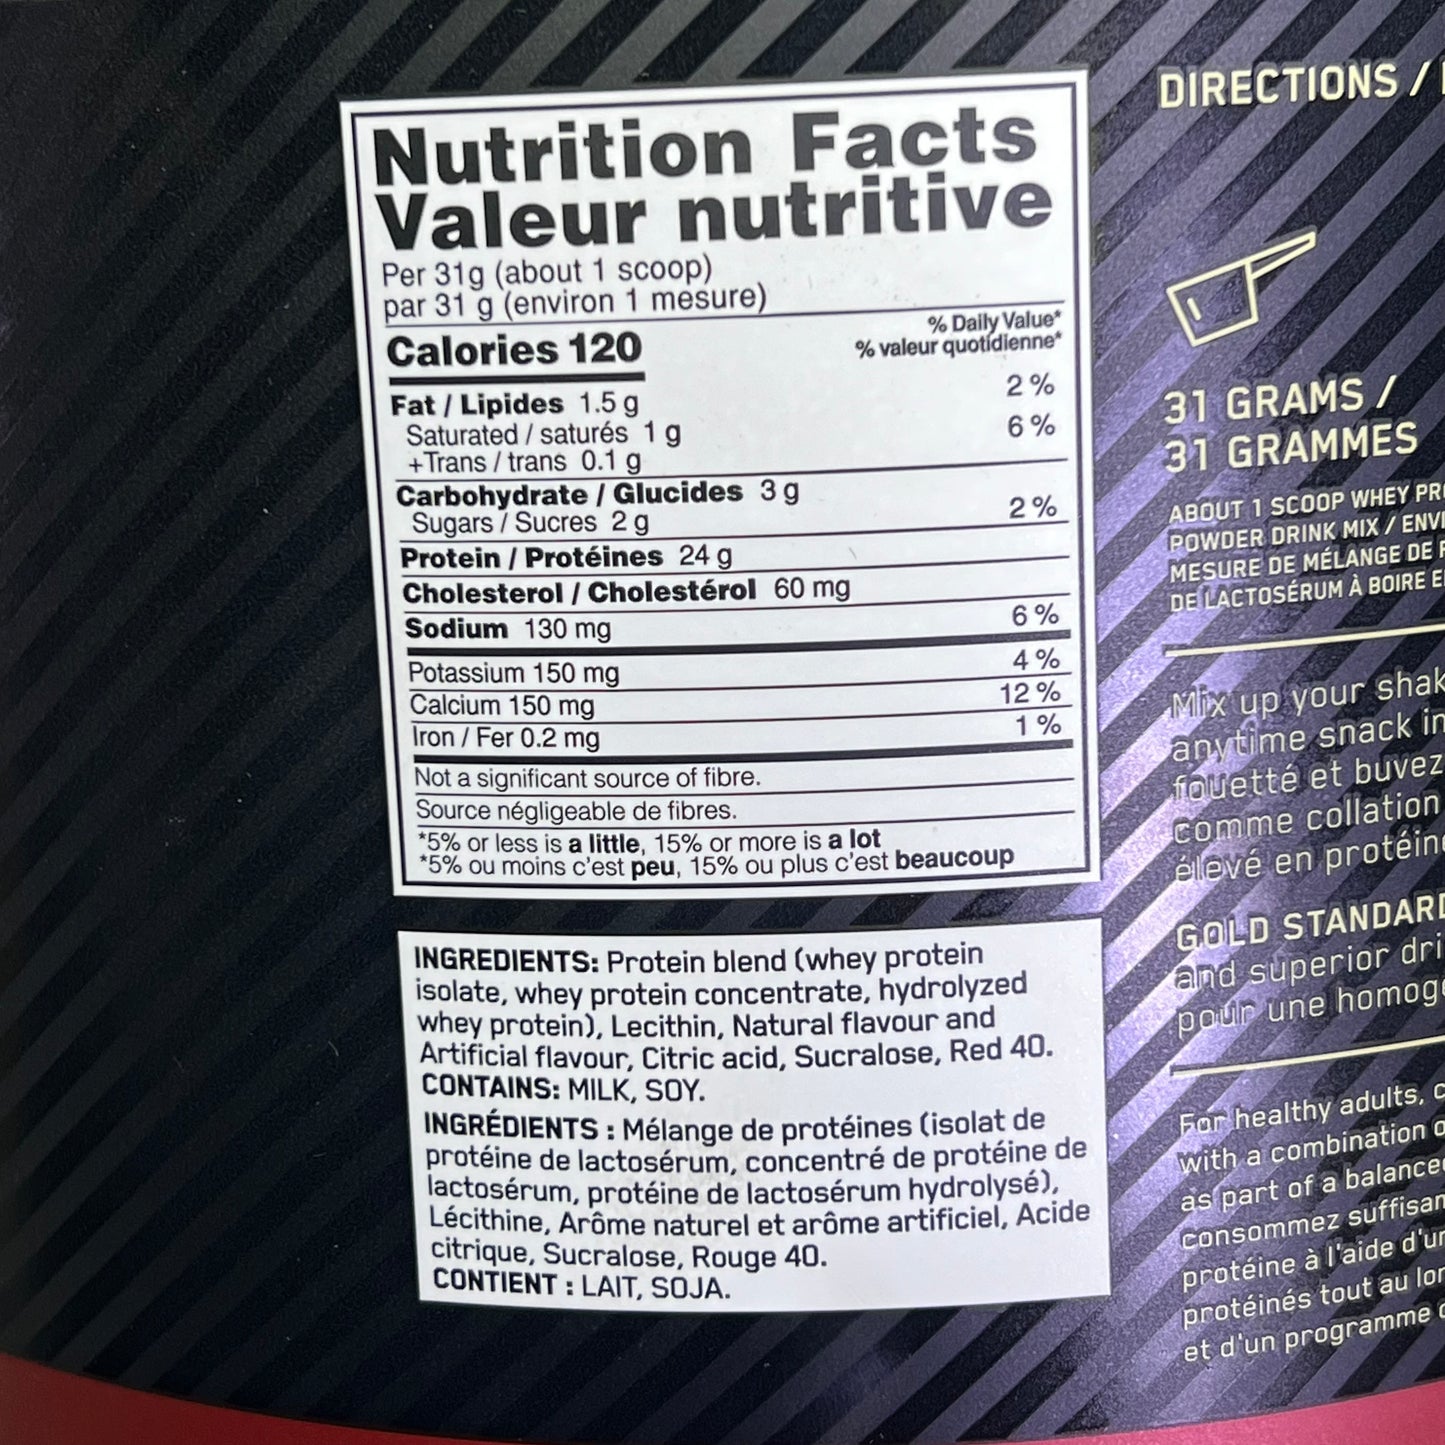 Nutrition Facts
Valeur nutritive
Per 31g (about 1 scoop)
par 31 g (environ 1 mesure)
Calories 120
% Daily Value*
% valeur quotidienne*
Fat / Lipides 1.5 g 2 %
Saturated / saturés 1 g
+Trans / trans 0.1 g 6 %
Carbohydrate / Glucides 3 g
Sugars / Sucres 2 g 2 %
Protein / Protéines 24 g
Cholesterol / Cholestérol 60 mg
Sodium 130 mg 6 %
Potassium 150 mg 4 %
Calcium 150 mg 12 %
Iron / Fer 0.2 mg 1 %
Not a significant source of fibre.
Source négligeable de fibres.
*5% or less is a little, 15% or more is a lot
*5% ou moins c'est peu, 15% ou plus c'est beaucoup
INGREDIENTS: Protein blend (whey protein
isolate, whey protein concentrate, hydrolyzed
whey protein), Lecithin, Natural flavour and
Artificial flavour, Citric acid, Sucralose, Red 40.
CONTAINS: MILK, SOY.
INGRÉDIENTS : Mélange de protéines (isolat de
protéine de lactosérum, concentré de protéine de
lactosérum, protéine de lactosérum hydrolysé),
Lécithine, Arôme naturel et arôme artificiel, Acide
citrique, Sucralose, Rouge 40.
CONTIENT : LAIT, SOJA.
DIRECTIONS /
31 GRAMS /
31 GRAMMES
ABOUT 1 SCOOP WHEY
POWDER DRINK MIX /
MESURE DE MÉLANGE DE
DE LACTOSÉRUM À BOIRE
Mix up your
anytime snack
fouetté et buvez
comme collation
élevé en
GOLD STANDARD
and superior
pour une
For healthy adults,
with a combination
as part of a
consommez
protéine à l'aide
protéinés tout au
et d'un programme